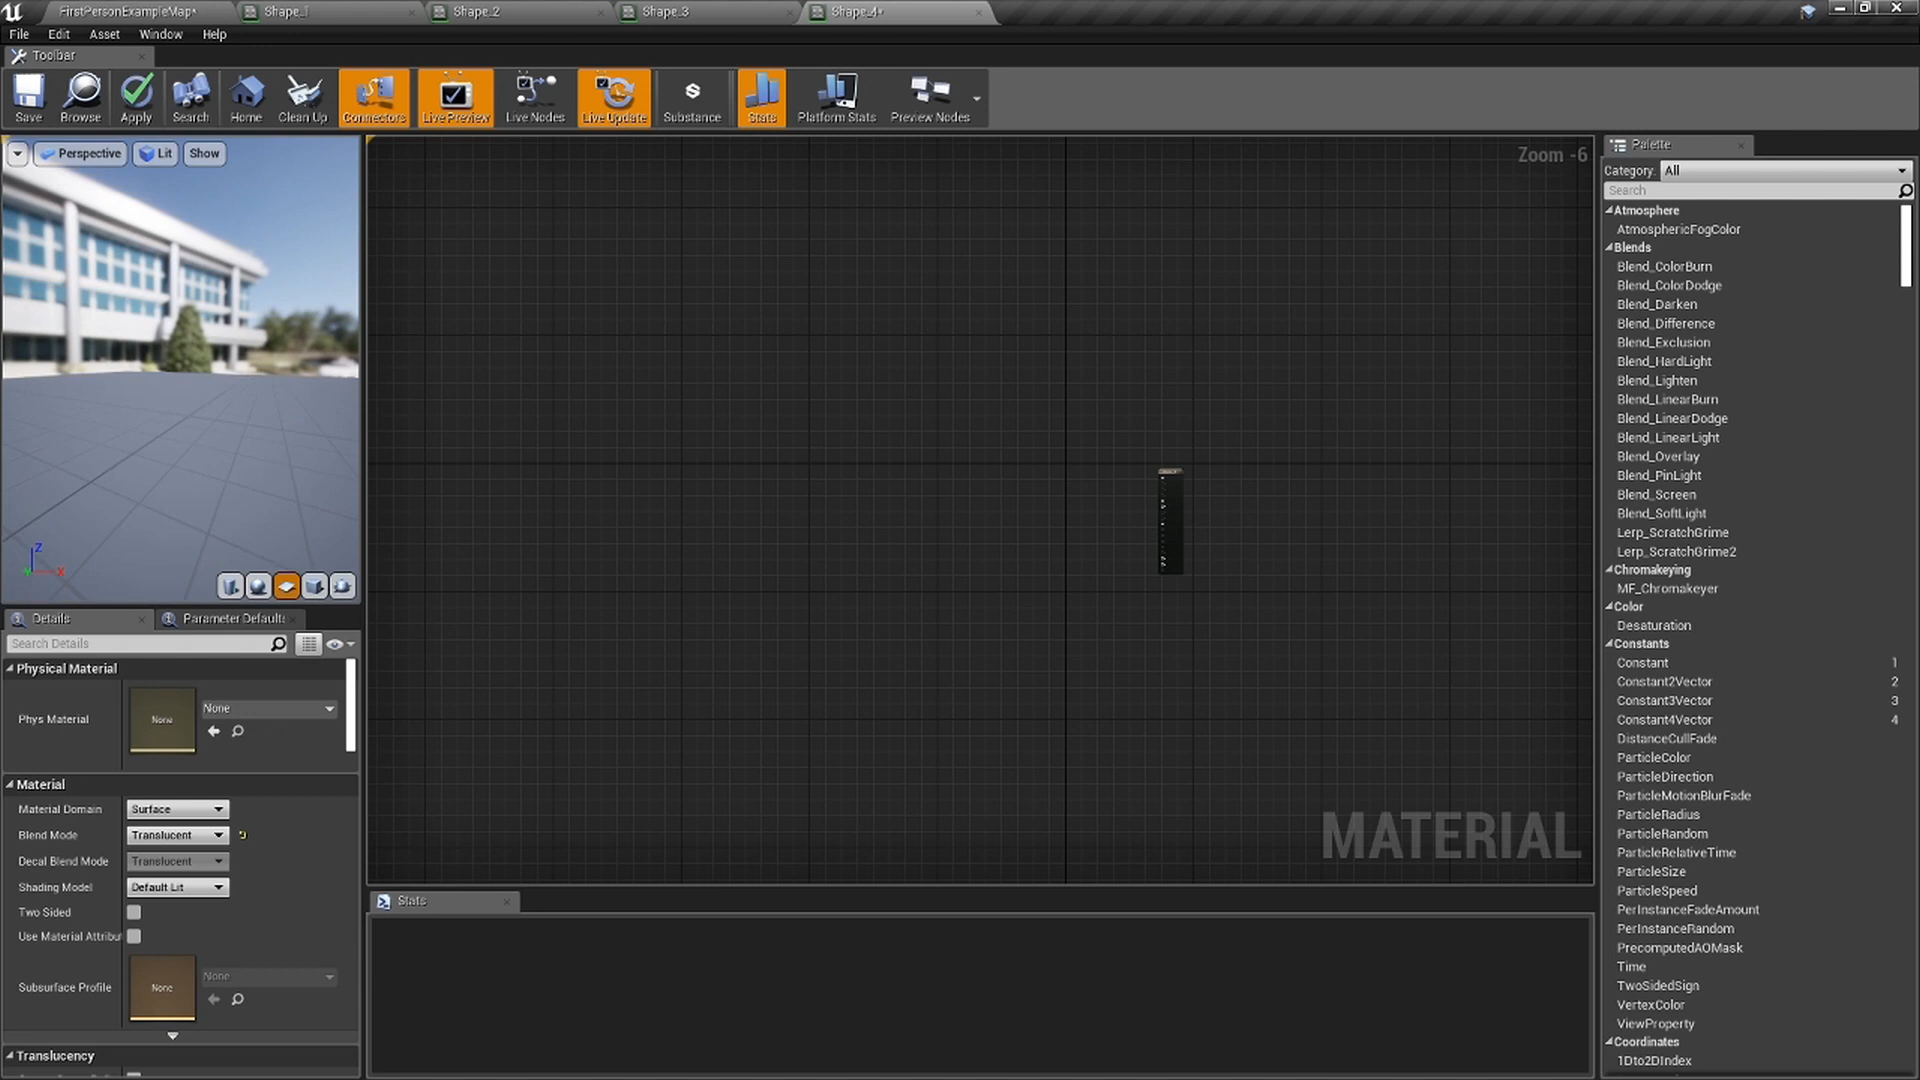 FirstPersonExampleMap*
Shape_1
Shape_2
Shape_3
Shape_4*
File
Edit
Asset
Window
Help
Toolbar
Save
Browse
Apply
Search
Home
Clean Up
Connectors
Live Preview
Live Nodes
Live Update
Substance
Stats
Platform Stats
Preview Nodes
Perspective
Lit
Show
Z
X
Y
Zoom -6
MATERIAL
Details
Parameter Defaults
Search Details
Physical Material
Phys Material
None
None
Material
Material Domain
Surface
Blend Mode
Translucent
Decal Blend Mode
Translucent
Shading Model
Default Lit
Two Sided
Use Material Attribut
Subsurface Profile
None
None
Translucency
Stats
Palette
Category:
All
Search
Atmosphere
AtmosphericFogColor
Blends
Blend_ColorBurn
Blend_ColorDodge
Blend_Darken
Blend_Difference
Blend_Exclusion
Blend_HardLight
Blend_Lighten
Blend_LinearBurn
Blend_LinearDodge
Blend_LinearLight
Blend_Overlay
Blend_PinLight
Blend_Screen
Blend_SoftLight
Lerp_ScratchGrime
Lerp_ScratchGrime2
Chromakeying
MF_Chromakeyer
Color
Desaturation
Constants
Constant 1
Constant2Vector 2
Constant3Vector 3
Constant4Vector 4
DistanceCullFade
ParticleColor
ParticleDirection
ParticleMotionBlurFade
ParticleRadius
ParticleRandom
ParticleRelativeTime
ParticleSize
ParticleSpeed
PerInstanceFadeAmount
PerInstanceRandom
PrecomputedAOMask
Time
TwoSidedSign
VertexColor
ViewProperty
Coordinates
1Dto2DIndex